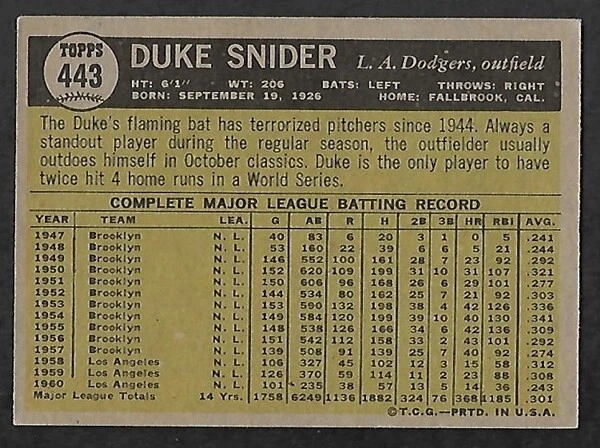 TOPPS
443
DUKE SNIDER L. A. Dodgers, outfield
HT: 6'1" WT: 206 BATS: LEFT THROWS: RIGHT
BORN: SEPTEMBER 19, 1926 HOME: FALLBROOK, CAL.
The Duke's flaming bat has terrorized pitchers since 1944. Always a
standout player during the regular season, the outfielder usually
outdoes himself in October classics. Duke is the only player to have
twice hit 4 home runs in a World Series.
COMPLETE MAJOR LEAGUE BATTING RECORD
YEAR TEAM LEA. G AB R H 2B 3B HR RBI AVG.
1947 Brooklyn N. L. 40 83 6 20 3 1 0 5 .241
1948 Brooklyn N. L. 53 160 22 39 6 6 5 21 .244
1949 Brooklyn N. L. 146 552 100 161 28 7 23 92 .292
1950 Brooklyn N. L. 152 620 109 199 31 10 31 107 .321
1951 Brooklyn N. L. 150 606 96 168 26 6 29 101 .277
1952 Brooklyn N. L. 144 534 80 162 25 7 21 92 .303
1953 Brooklyn N. L. 153 590 132 198 38 4 42 126 .336
1954 Brooklyn N. L. 149 584 120 199 39 10 40 130 .341
1955 Brooklyn N. L. 148 538 126 166 34 6 42 136 .309
1956 Brooklyn N. L. 151 542 112 158 33 2 43 101 .292
1957 Brooklyn N. L. 139 508 91 139 25 7 40 92 .274
1958 Los Angeles N. L. 106 327 45 102 12 3 15 58 .312
1959 Los Angeles N. L. 126 370 59 114 11 2 23 88 .308
1960 Los Angeles N. L. 101 235 38 57 13 5 14 36 .243
Major League Totals 14 Yrs. 1758 6249 1136 1882 324 76 368 1185 .301
©T.C.G.—PRTD. IN U.S.A.